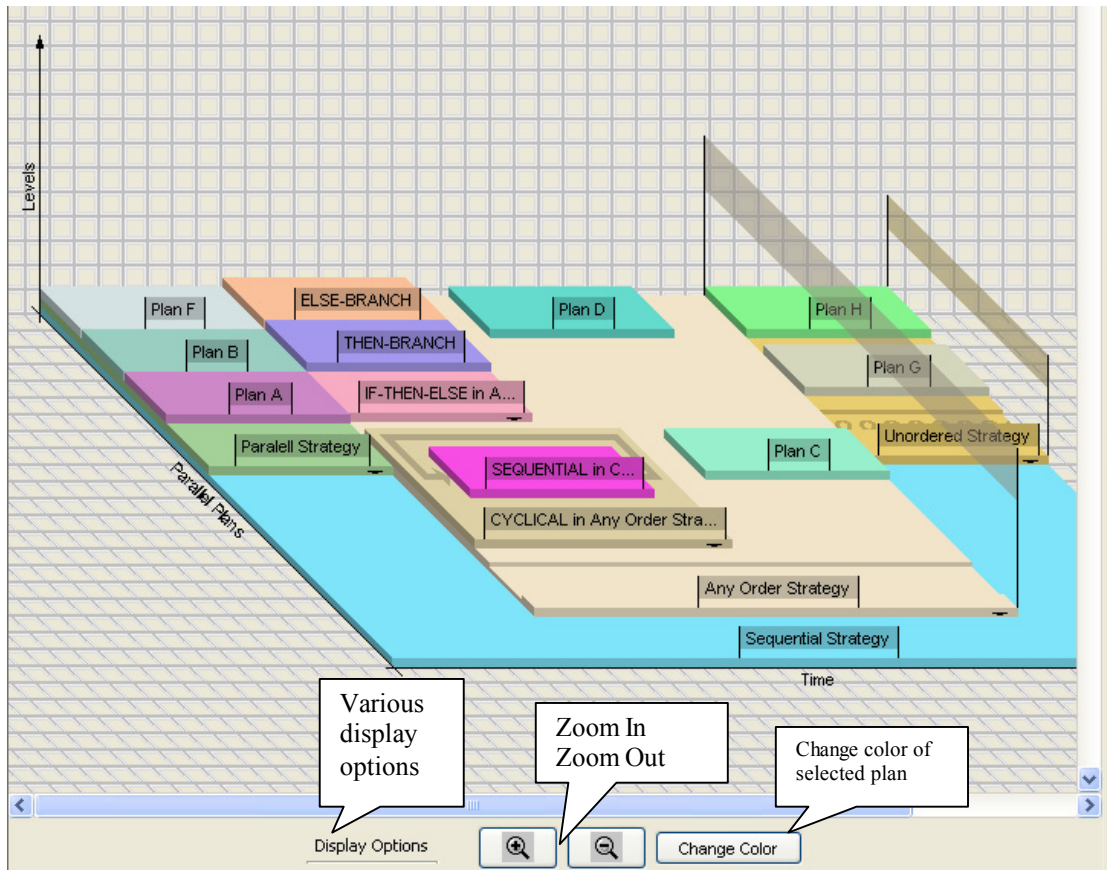 Levels
ELSE-BRANCH
Plan F
Plan D
Plan H
THEN-BRANCH
Plan B
Plan G
IF-THEN-ELSE in A...
Plan A
Unordered Strategy
Paralell Strategy
Plan C
SEQUENTIAL in C...
Parallel Plans
CYCLICAL in Any Order Stra...
Any Order Strategy
Sequential Strategy
Time
Various
display
options
Zoom In
Zoom Out
Change color of
selected plan
Display Options
Change Color